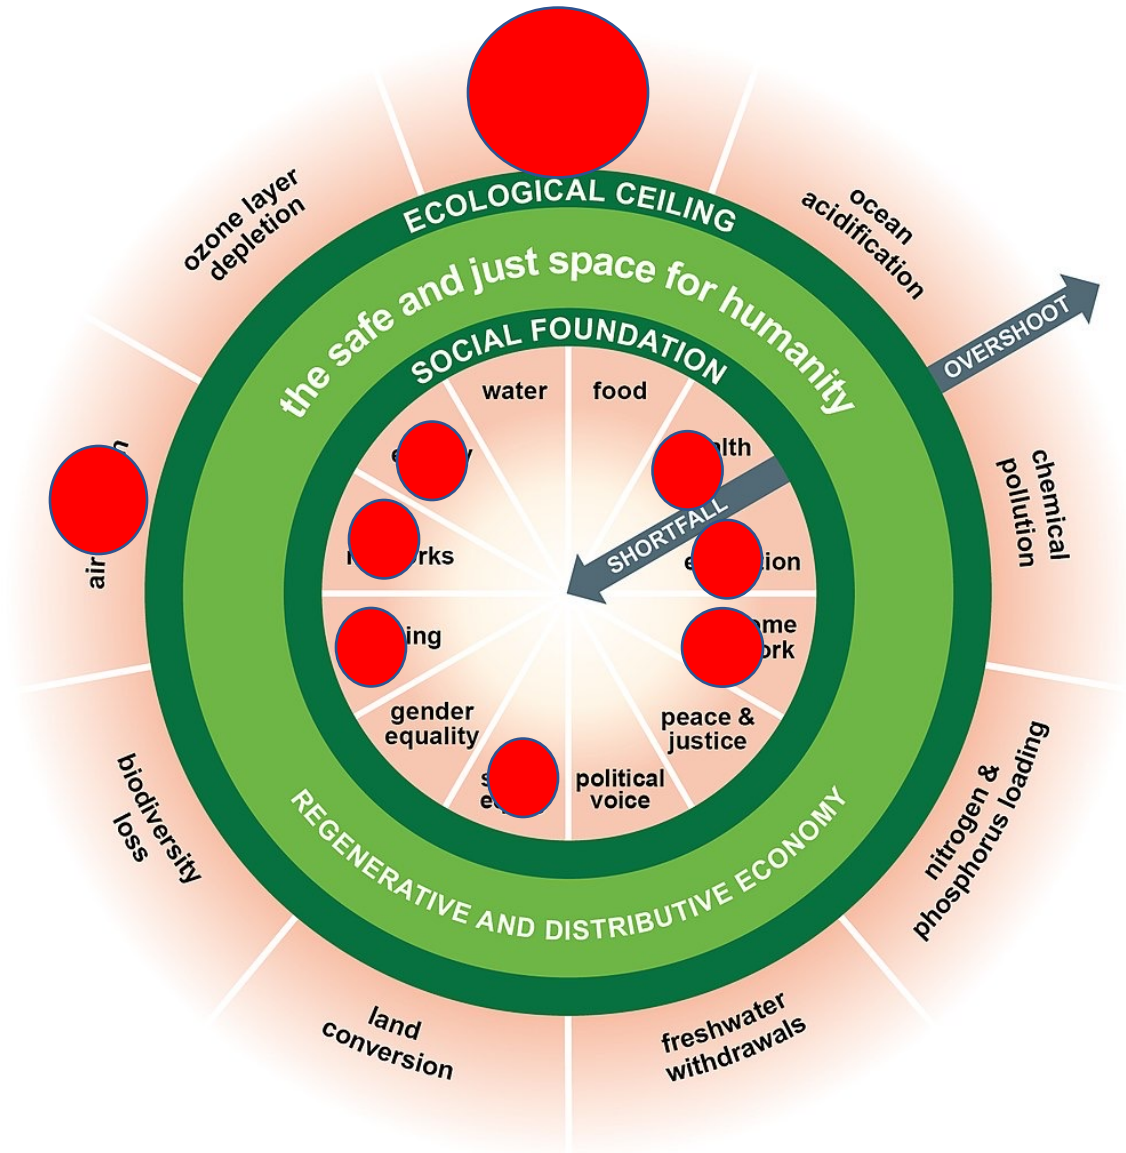 ECOLOGICAL CEILING
the safe and just space for humanity
SOCIAL FOUNDATION
water
food
SHORTFALL
gender
equality
peace &
justice
political
voice
REGENERATIVE AND DISTRIBUTIVE ECONOMY
OVERSHOOT
ozone layer
depletion
ocean
acidification
chemical
pollution
nitrogen &
phosphorus loading
freshwater
withdrawals
land
conversion
biodiversity
loss
air